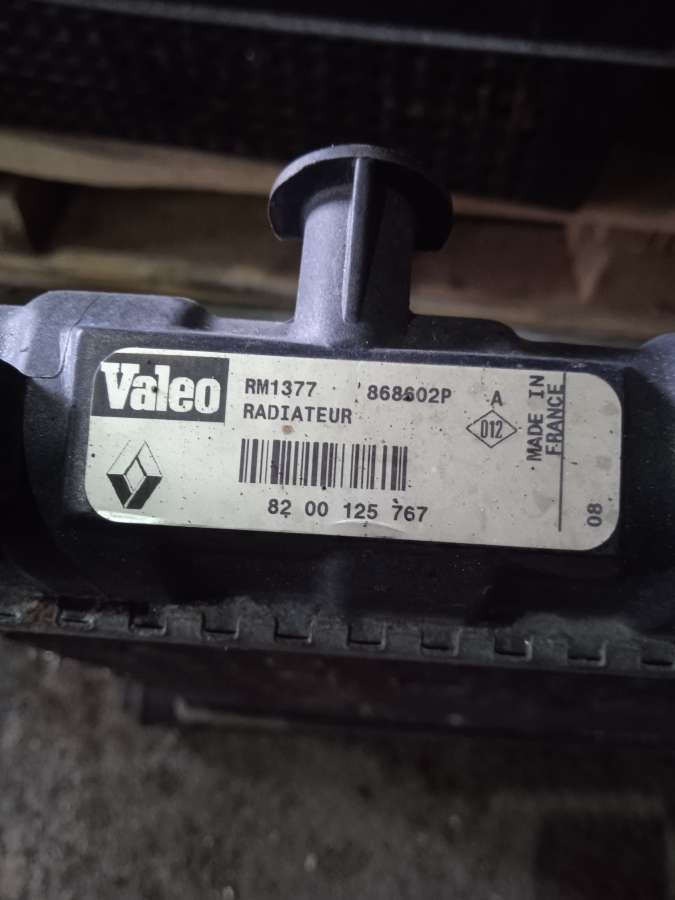 Valeo
RM1377 868602P A
RADIATEUR
D12
82 00 125 767
MADE IN
FRANCE
08